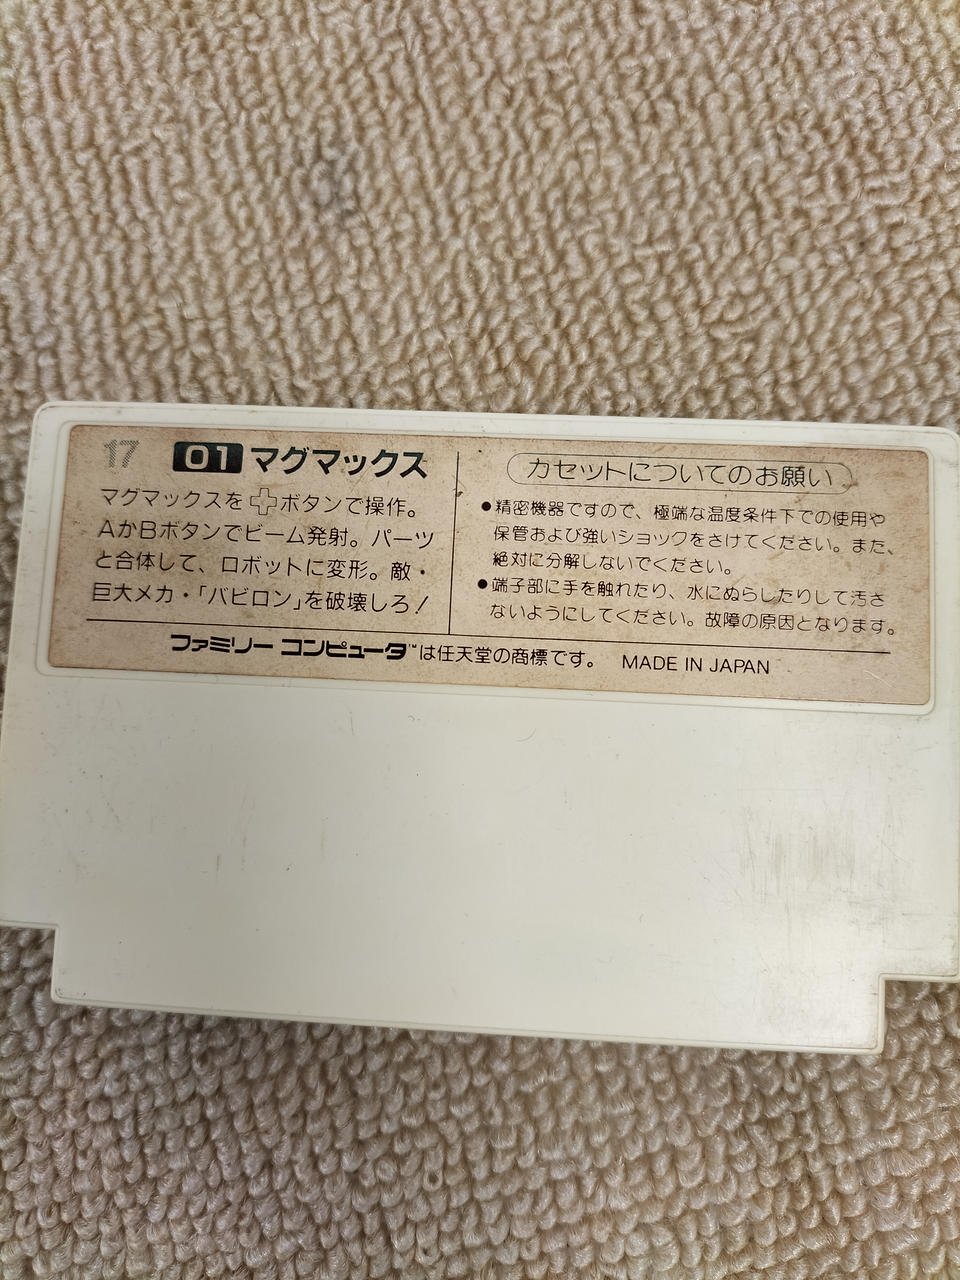 17
01 マグマックス
マグマックスを ボタンで操作。
AかBボタンでビーム発射。パーツ
と合体して、ロボットに変形。敵・
巨大メカ・「バビロン」を破壊しろ!
カセットについてのお願い
●精密機器ですので、極端な温度条件下での使用や
保管および強いショックをさけてください。また、
絶対に分解しないでください。
●端子部に手を触れたり、水にぬらしたりして汚さ
ないようにしてください。故障の原因となります。
ファミリー コンピュータ™は任天堂の商標です。 MADE IN JAPAN